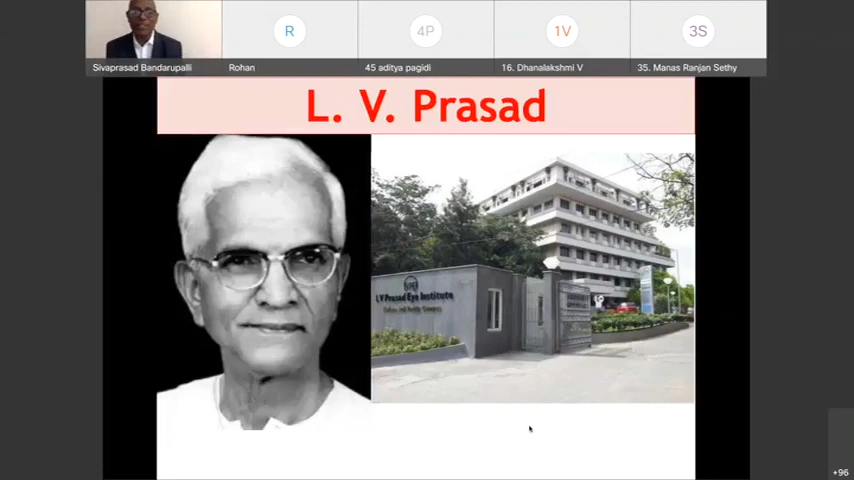 R
4P
1V
3S
Sivaprasad Bandarupalli
Rohan
45 aditya pagidi
16. Dhanalakshmi V
35. Manas Ranjan Sethy
L. V. Prasad
L V Prasad Eye Institute
+96